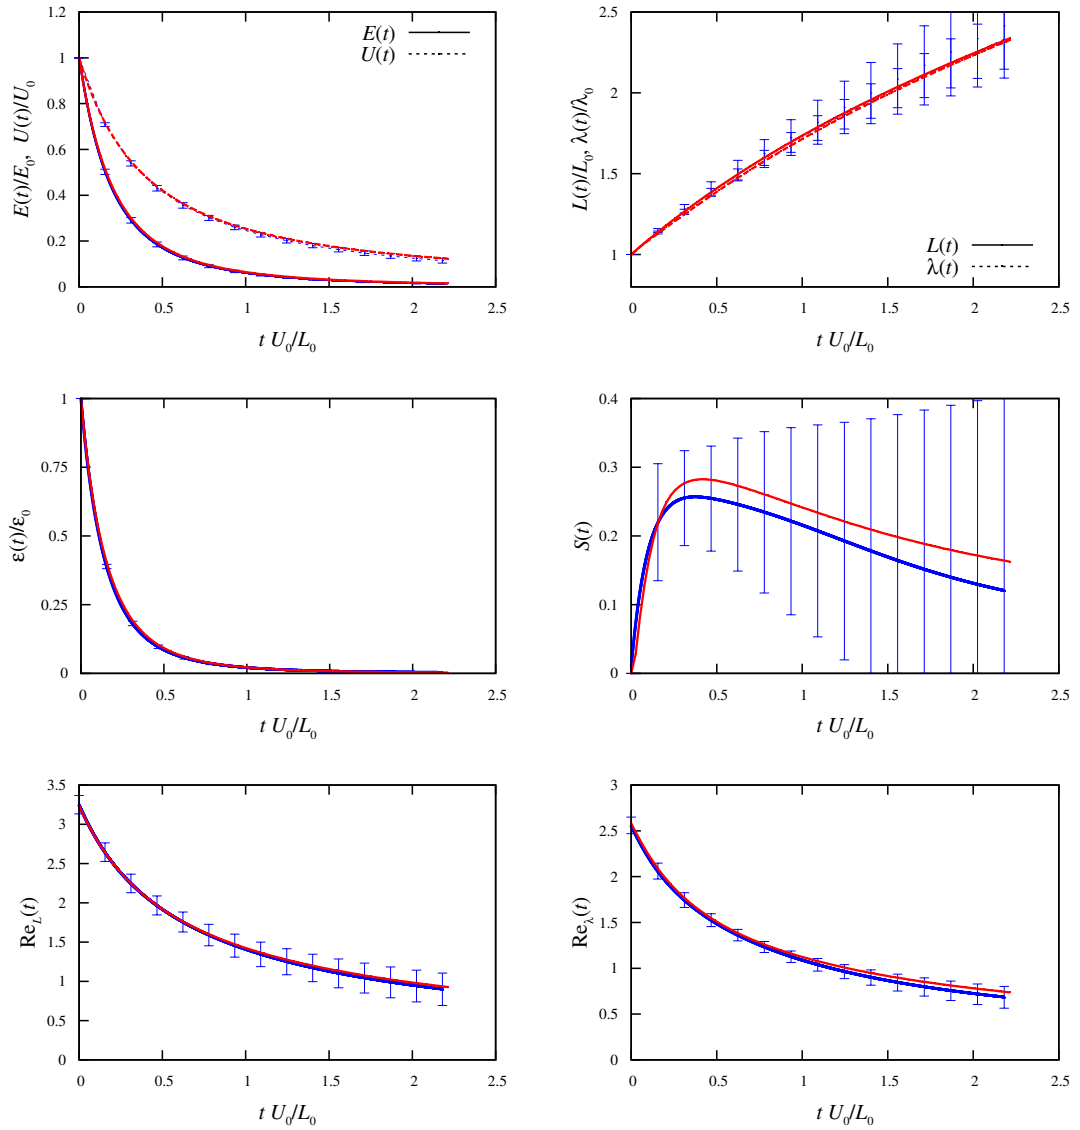 E(t)/E₀, U(t)/U₀
1.2
1
0.8
0.6
0.4
0.2
0
E(t)
U(t)
0 0.5 1 1.5 2 2.5
t U₀/L₀
L(t)/L₀, λ(t)/λ₀
2.5
2
1.5
1
L(t)
λ(t)
0 0.5 1 1.5 2 2.5
t U₀/L₀
ε(t)/ε₀
1
0.75
0.5
0.25
0
0 0.5 1 1.5 2 2.5
t U₀/L₀
S(t)
0.4
0.3
0.2
0.1
0
0 0.5 1 1.5 2 2.5
t U₀/L₀
Re_L(t)
3.5
3
2.5
2
1.5
1
0.5
0
0 0.5 1 1.5 2 2.5
t U₀/L₀
Re_λ(t)
3
2.5
2
1.5
1
0.5
0
0 0.5 1 1.5 2 2.5
t U₀/L₀